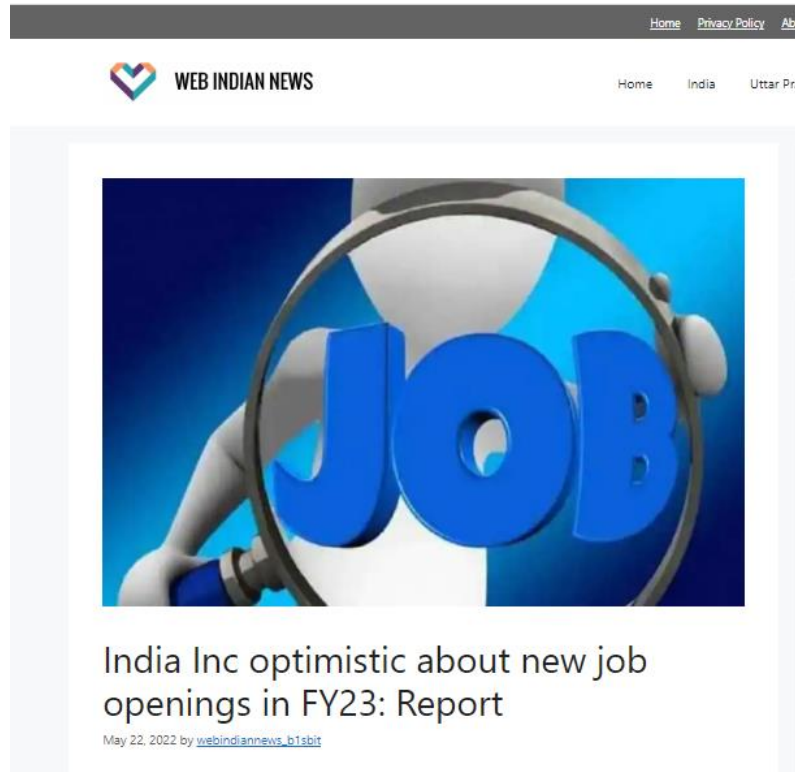 Home Privacy Policy
WEB INDIAN NEWS
Home India Uttar
JOB
India Inc optimistic about new job
openings in FY23: Report
May 22, 2022 by webindiannews_b1sbit